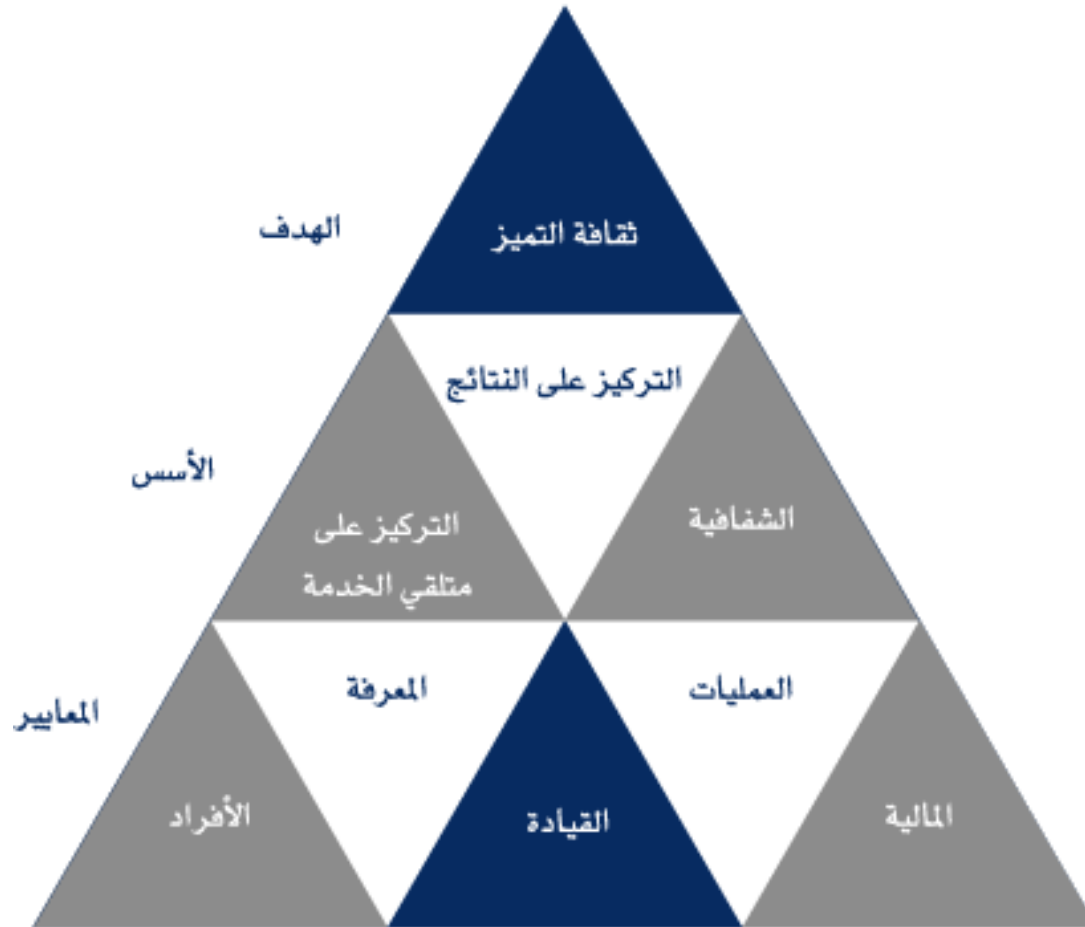 ثقافة التميز
الهدف
التركيز على النتائج
الشفافية
التركيز على
متلقي الخدمة
الأسس
العمليات
المعرفة
المعايير
المالية
القيادة
الأفراد